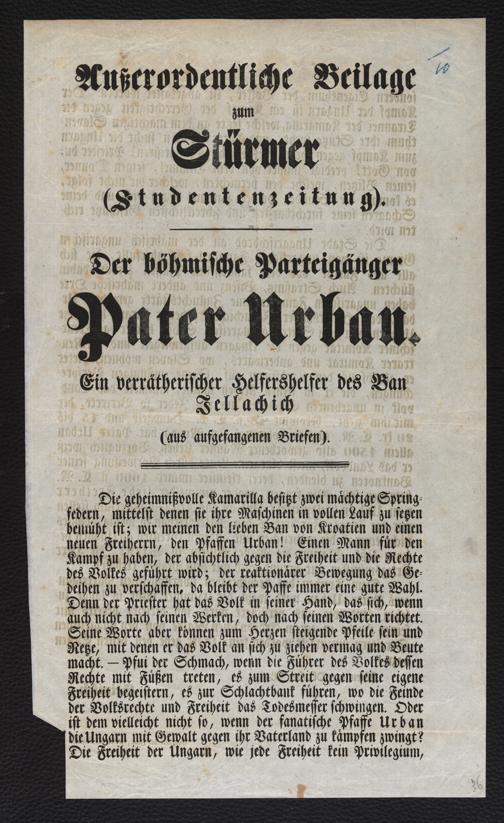 10
Außerordentliche Beilage
zum
Stürmer
(Studentenzeitung).
Der böhmische Parteigänger
Pater Urban.
Ein verrätherischer Helfershelfer des Ban
Jellachich
(aus aufgefangenen Briefen).
Die geheimnißvolle Kamarilla besitzt zwei mächtige Spring-
federn, mittelst denen sie ihre Maschinen in vollen Lauf zu setzen
bemüht ist; wir meinen den lieben Ban von Kroatien und einen
neuen Freiherrn, den Pfaffen Urban! Einen Mann für den
Kampf zu haben, der absichtlich gegen die Freiheit und die Rechte
des Volkes geführt wird; der reaktionärer Bewegung das Ge-
deihen zu verschaffen, da bleibt der Paffe immer eine gute Wahl.
Denn der Priester hat das Volk in seiner Hand, das sich, wenn
auch nicht nach seinen Werken, doch nach seinen Worten richtet.
Seine Worte aber können zum Herzen steigende Pfeile sein und
Netze, mit denen er das Volk an sich zu ziehen vermag und Beute
macht. — Pfui der Schmach, wenn die Führer des Volkes dessen
Rechte mit Füßen treten, es zum Streit gegen seine eigene
Freiheit begeistern, es zur Schlachtbank führen, wo die Feinde
der Volksrechte und Freiheit das Todesmesser schwingen. Oder
ist dem vielleicht nicht so, wenn der fanatische Pfaffe Urban
die Ungarn mit Gewalt gegen ihr Vaterland zu kämpfen zwingt?
Die Freiheit der Ungarn, wie jede Freiheit kein Privilegium,
36